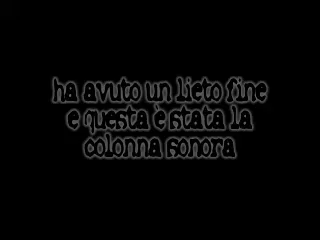 ha avuto un lieto fine
e questa è stata la
colonna sonora